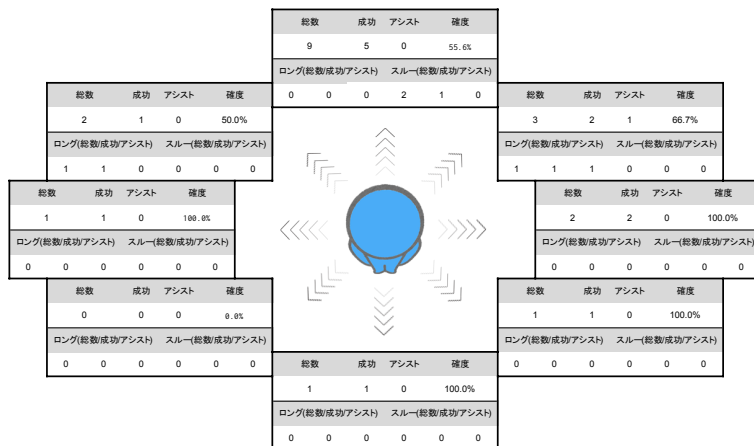 総数 成功 アシスト 確度
9 5 0 55.6%
ロング(総数/成功/アシスト) スルー(総数/成功/アシスト)
0 0 0 2 1 0
総数 成功 アシスト 確度
2 1 0 50.0%
ロング(総数/成功/アシスト) スルー(総数/成功/アシスト)
1 1 0 0 0 0
総数 成功 アシスト 確度
3 2 1 66.7%
ロング(総数/成功/アシスト) スルー(総数/成功/アシスト)
1 1 1 0 0 0
総数 成功 アシスト 確度
1 1 0 100.0%
ロング(総数/成功/アシスト) スルー(総数/成功/アシスト)
0 0 0 0 0 0
総数 成功 アシスト 確度
2 2 0 100.0%
ロング(総数/成功/アシスト) スルー(総数/成功/アシスト)
0 0 0 0 0 0
総数 成功 アシスト 確度
0 0 0 0.0%
ロング(総数/成功/アシスト) スルー(総数/成功/アシスト)
0 0 0 0 0 0
総数 成功 アシスト 確度
1 1 0 100.0%
ロング(総数/成功/アシスト) スルー(総数/成功/アシスト)
0 0 0 0 0 0
総数 成功 アシスト 確度
1 1 0 100.0%
ロング(総数/成功/アシスト) スルー(総数/成功/アシスト)
0 0 0 0 0 0